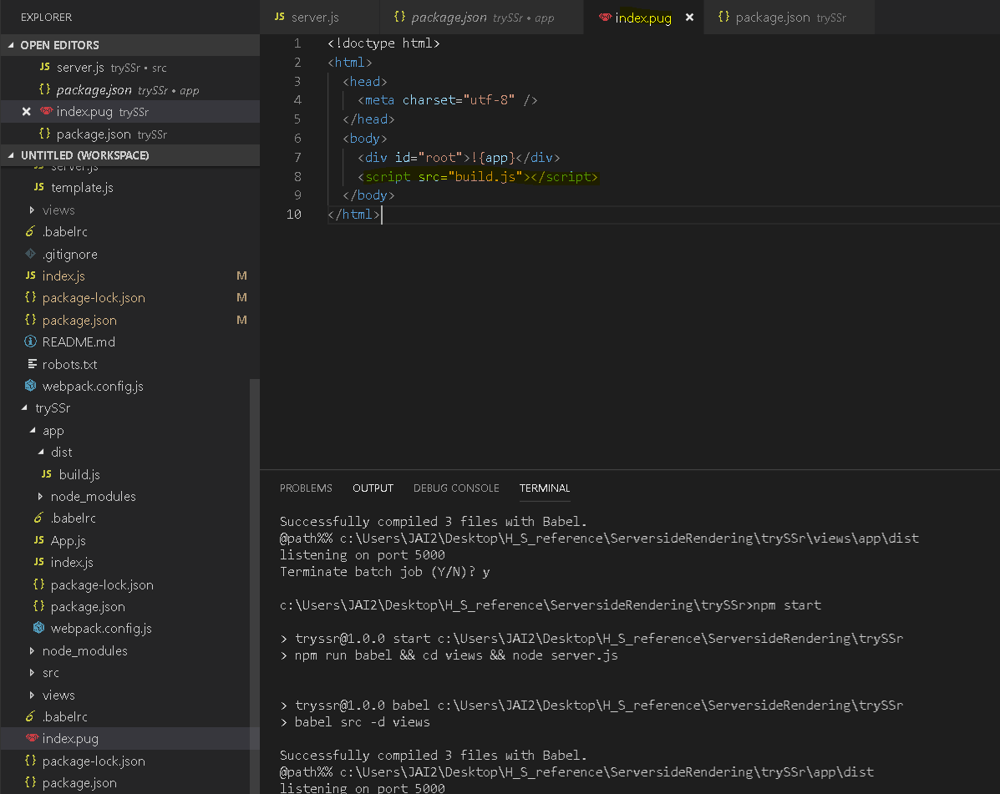 EXPLORER
OPEN EDITORS
JS server.js trySSr • src
{} package.json trySSr • app
× index.pug trySSr
{} package.json trySSr
UNTITLED (WORKSPACE)
JS server.js
JS template.js
views
.babelrc
.gitignore
JS index.js M
{} package-lock.json M
{} package.json M
README.md
robots.txt
webpack.config.js
trySSr
app
dist
JS build.js
node_modules
.babelrc
JS App.js
JS index.js
{} package-lock.json
{} package.json
webpack.config.js
node_modules
src
views
.babelrc
index.pug
{} package-lock.json
{} package.json
JS server.js {} package.json trySSr • app index.pug × {} package.json trySSr
1 <!doctype html>
2 <html>
3 <head>
4 <meta charset="utf-8" />
5 </head>
6 <body>
7 <div id="root">!{app}</div>
8 <script src="build.js"></script>
9 </body>
10 </html>
PROBLEMS OUTPUT DEBUG CONSOLE TERMINAL
Successfully compiled 3 files with Babel.
@path%% c:\Users\JAI2\Desktop\H_S_reference\ServersideRendering\trySSr\views\app\dist
listening on port 5000
Terminate batch job (Y/N)? y
c:\Users\JAI2\Desktop\H_S_reference\ServersideRendering\trySSr>npm start
> tryssr@1.0.0 start c:\Users\JAI2\Desktop\H_S_reference\ServersideRendering\trySSr
> npm run babel && cd views && node server.js
> tryssr@1.0.0 babel c:\Users\JAI2\Desktop\H_S_reference\ServersideRendering\trySSr
> babel src -d views
Successfully compiled 3 files with Babel.
@path%% c:\Users\JAI2\Desktop\H_S_reference\ServersideRendering\trySSr\app\dist
listening on port 5000